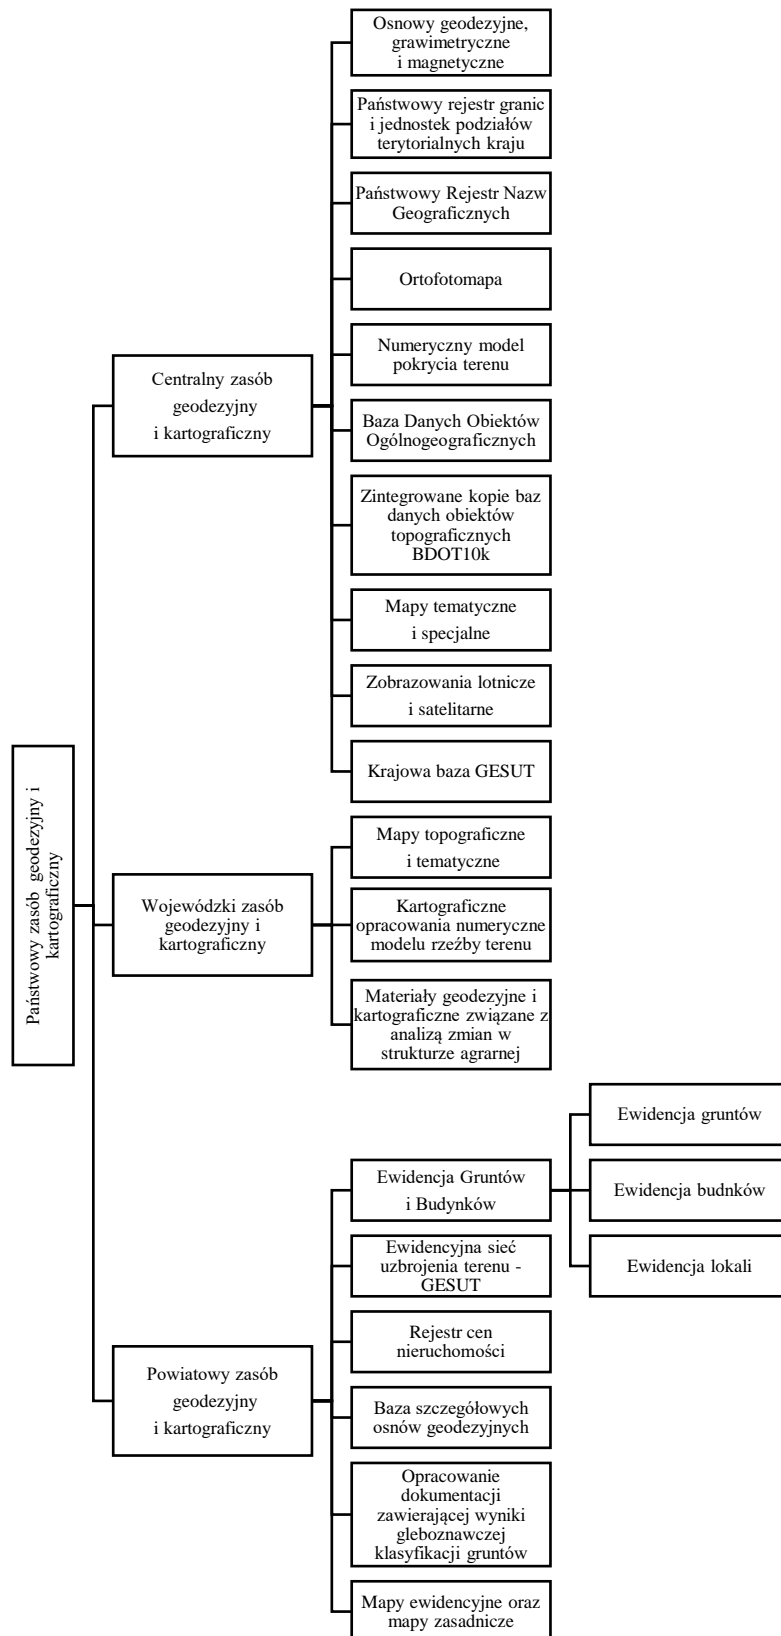 Państwowy zasób geodezyjny i
kartograficzny
Centralny zasób
geodezyjny
i kartograficzny
Osnowy geodezyjne,
grawimetryczne
i magnetyczne
Państwowy rejestr granic
i jednostek podziałów
terytorialnych kraju
Państwowy Rejestr Nazw
Geograficznych
Ortofotomapa
Numeryczny model
pokrycia terenu
Baza Danych Obiektów
Ogólnogeograficznych
Zintegrowane kopie baz
danych obiektów
topograficznych
BDOT10k
Mapy tematyczne
i specjalne
Zobrazowania lotnicze
i satelitarne
Krajowa baza GESUT
Wojewódzki zasób
geodezyjny i
kartograficzny
Mapy topograficzne
i tematyczne
Kartograficzne
opracowania numeryczne
modelu rzeźby terenu
Materiały geodezyjne i
kartograficzne związane z
analizą zmian w
strukturze agrarnej
Powiatowy zasób
geodezyjny
i kartograficzny
Ewidencja Gruntów
i Budynków
Ewidencja gruntów
Ewidencja budnków
Ewidencja lokali
Ewidencyjna sieć
uzbrojenia terenu -
GESUT
Rejestr cen
nieruchomości
Baza szczegółowych
osnów geodezyjnych
Opracowanie
dokumentacji
zawierającej wyniki
gleboznawczej
klasyfikacji gruntów
Mapy ewidencyjne oraz
mapy zasadnicze